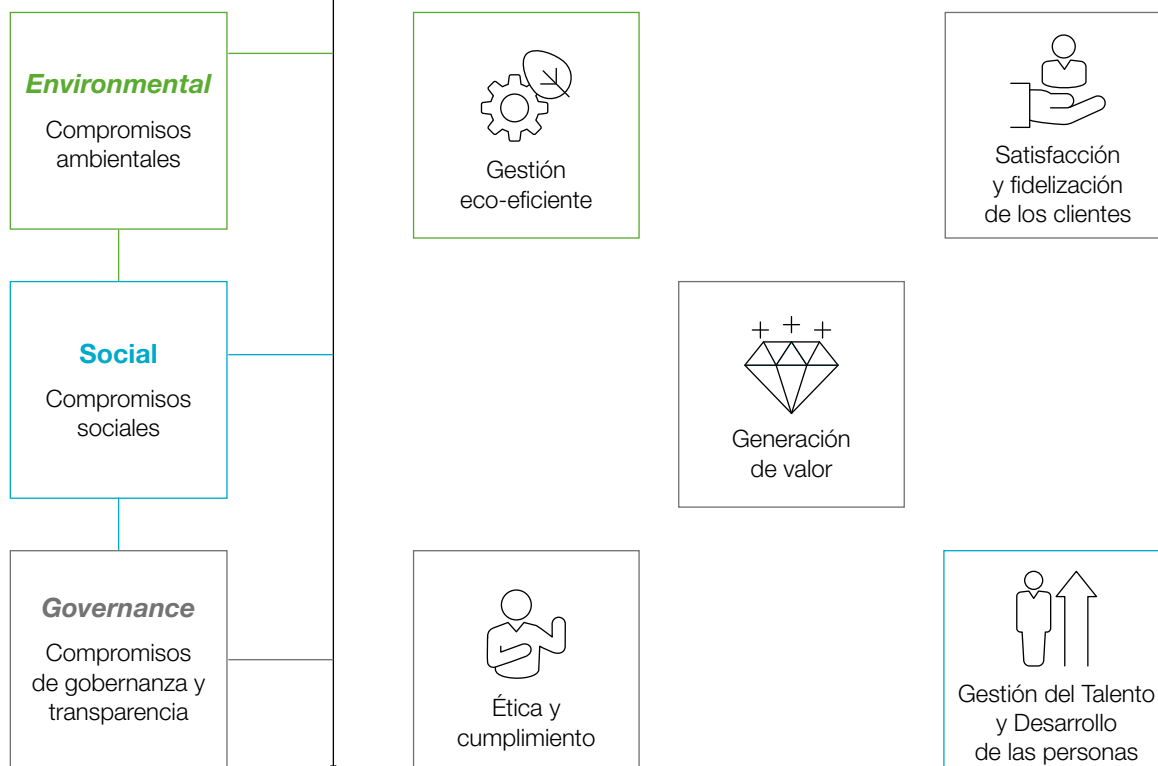 Environmental
Compromisos
ambientales
Social
Compromisos
sociales
Governance
Compromisos
de gobernanza y
transparencia
Gestión
eco-eficiente
Satisfacción
y fidelización
de los clientes
Generación
de valor
Ética y
cumplimiento
Gestión del Talento
y Desarrollo
de las personas